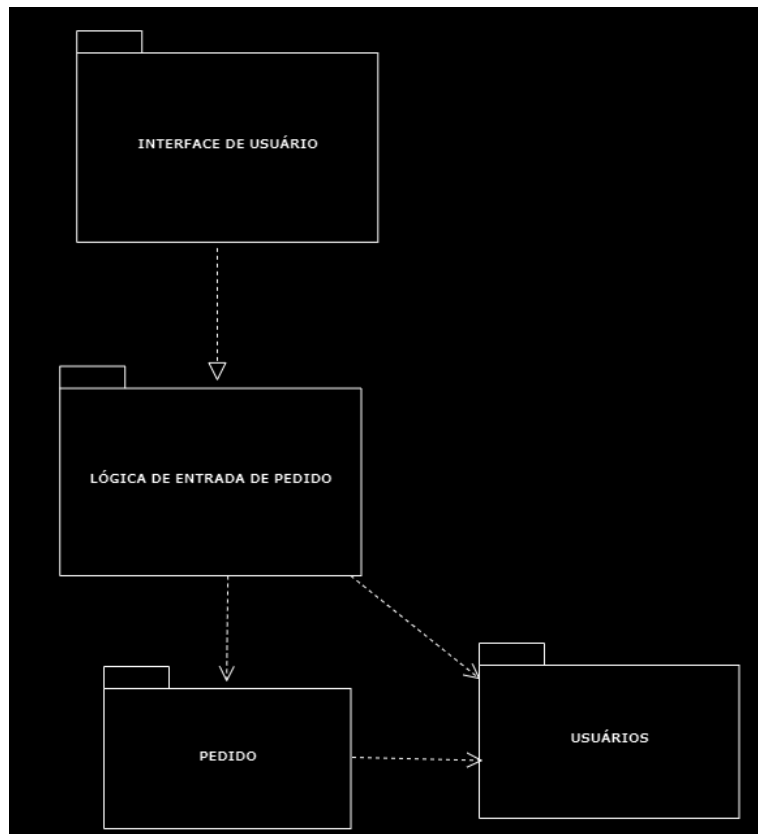 INTERFACE DE USUÁRIO
LÓGICA DE ENTRADA DE PEDIDO
PEDIDO
USUÁRIOS